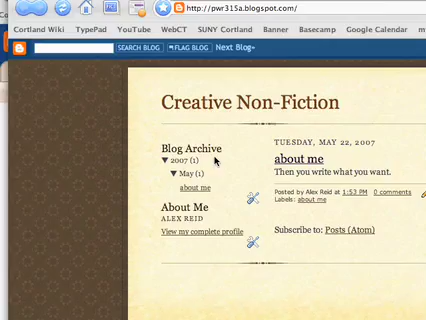 http://pwr315a.blogspot.com/
Cortland Wiki TypePad YouTube WebCT SUNY Cortland Banner Basecamp Google Calendar
SEARCH BLOG FLAG BLOG Next Blog»
Creative Non-Fiction
TUESDAY, MAY 22, 2007
Blog Archive
▼ 2007 (1)
▼ May (1)
about me
About Me
ALEX REID
View my complete profile
about me
Then you write what you want.
Posted by Alex Reid at 1:53 PM 0 comments
Labels: about me
Subscribe to: Posts (Atom)